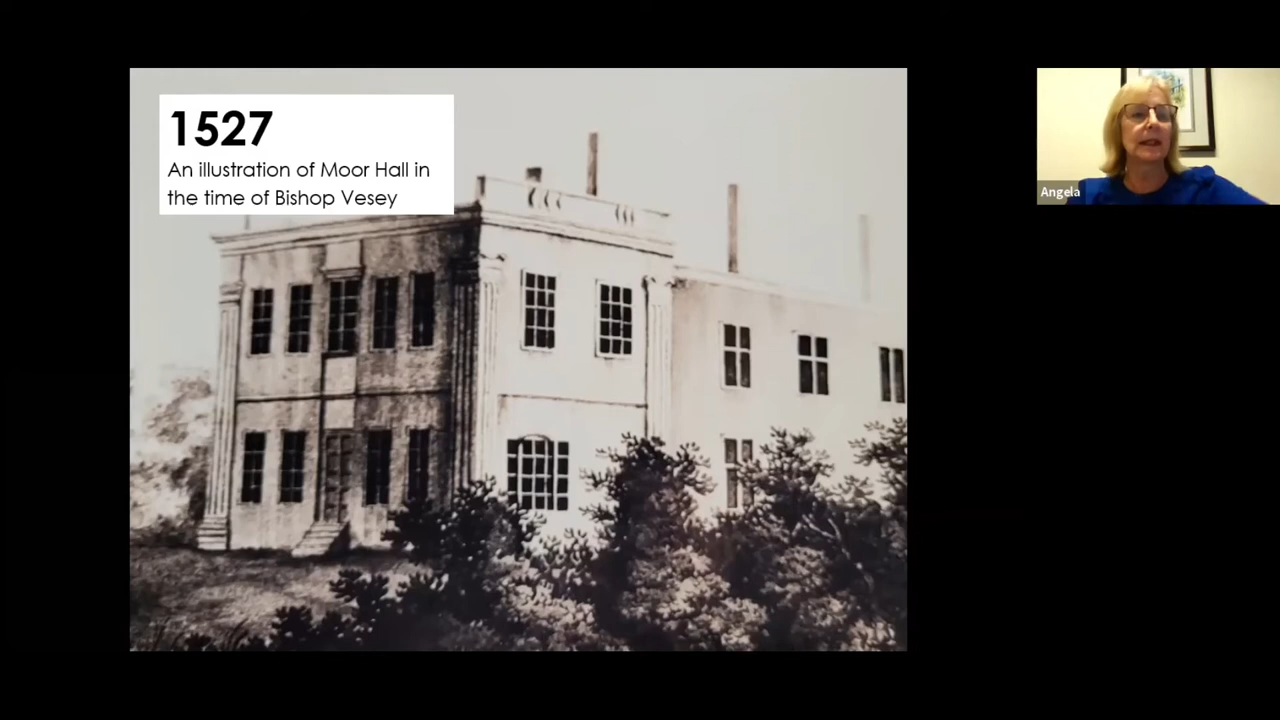 1527
An illustration of Moor Hall in
the time of Bishop Vesey
Angela